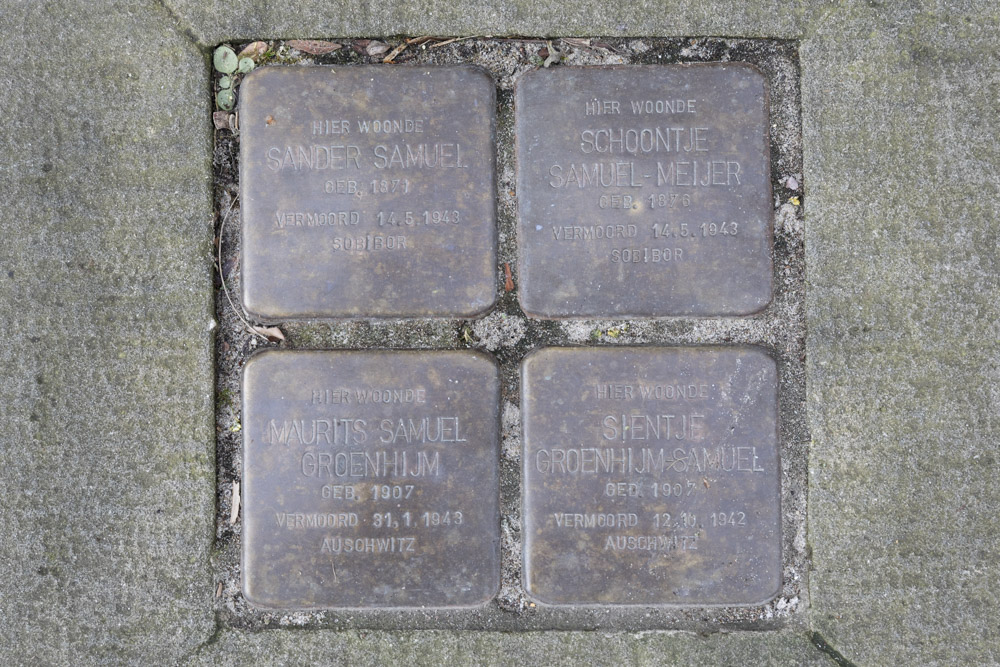 HIER WOONDE
SANDER SAMUEL
GEB. 1871
VERMOORD 14.5.1943
SOBIBOR
HIER WOONDE
SCHOONTJE
SAMUEL-MEIJER
GEB. 1876
VERMOORD 14.5.1943
SOBIBOR
HIER WOONDE
MAURITS SAMUEL
GROENHIJM
GEB. 1907
VERMOORD 31.1.1943
AUSCHWITZ
HIER WOONDE
SIENTJE
GROENHIJM-SAMUEL
GEB. 1907
VERMOORD 12.10.1942
AUSCHWITZ